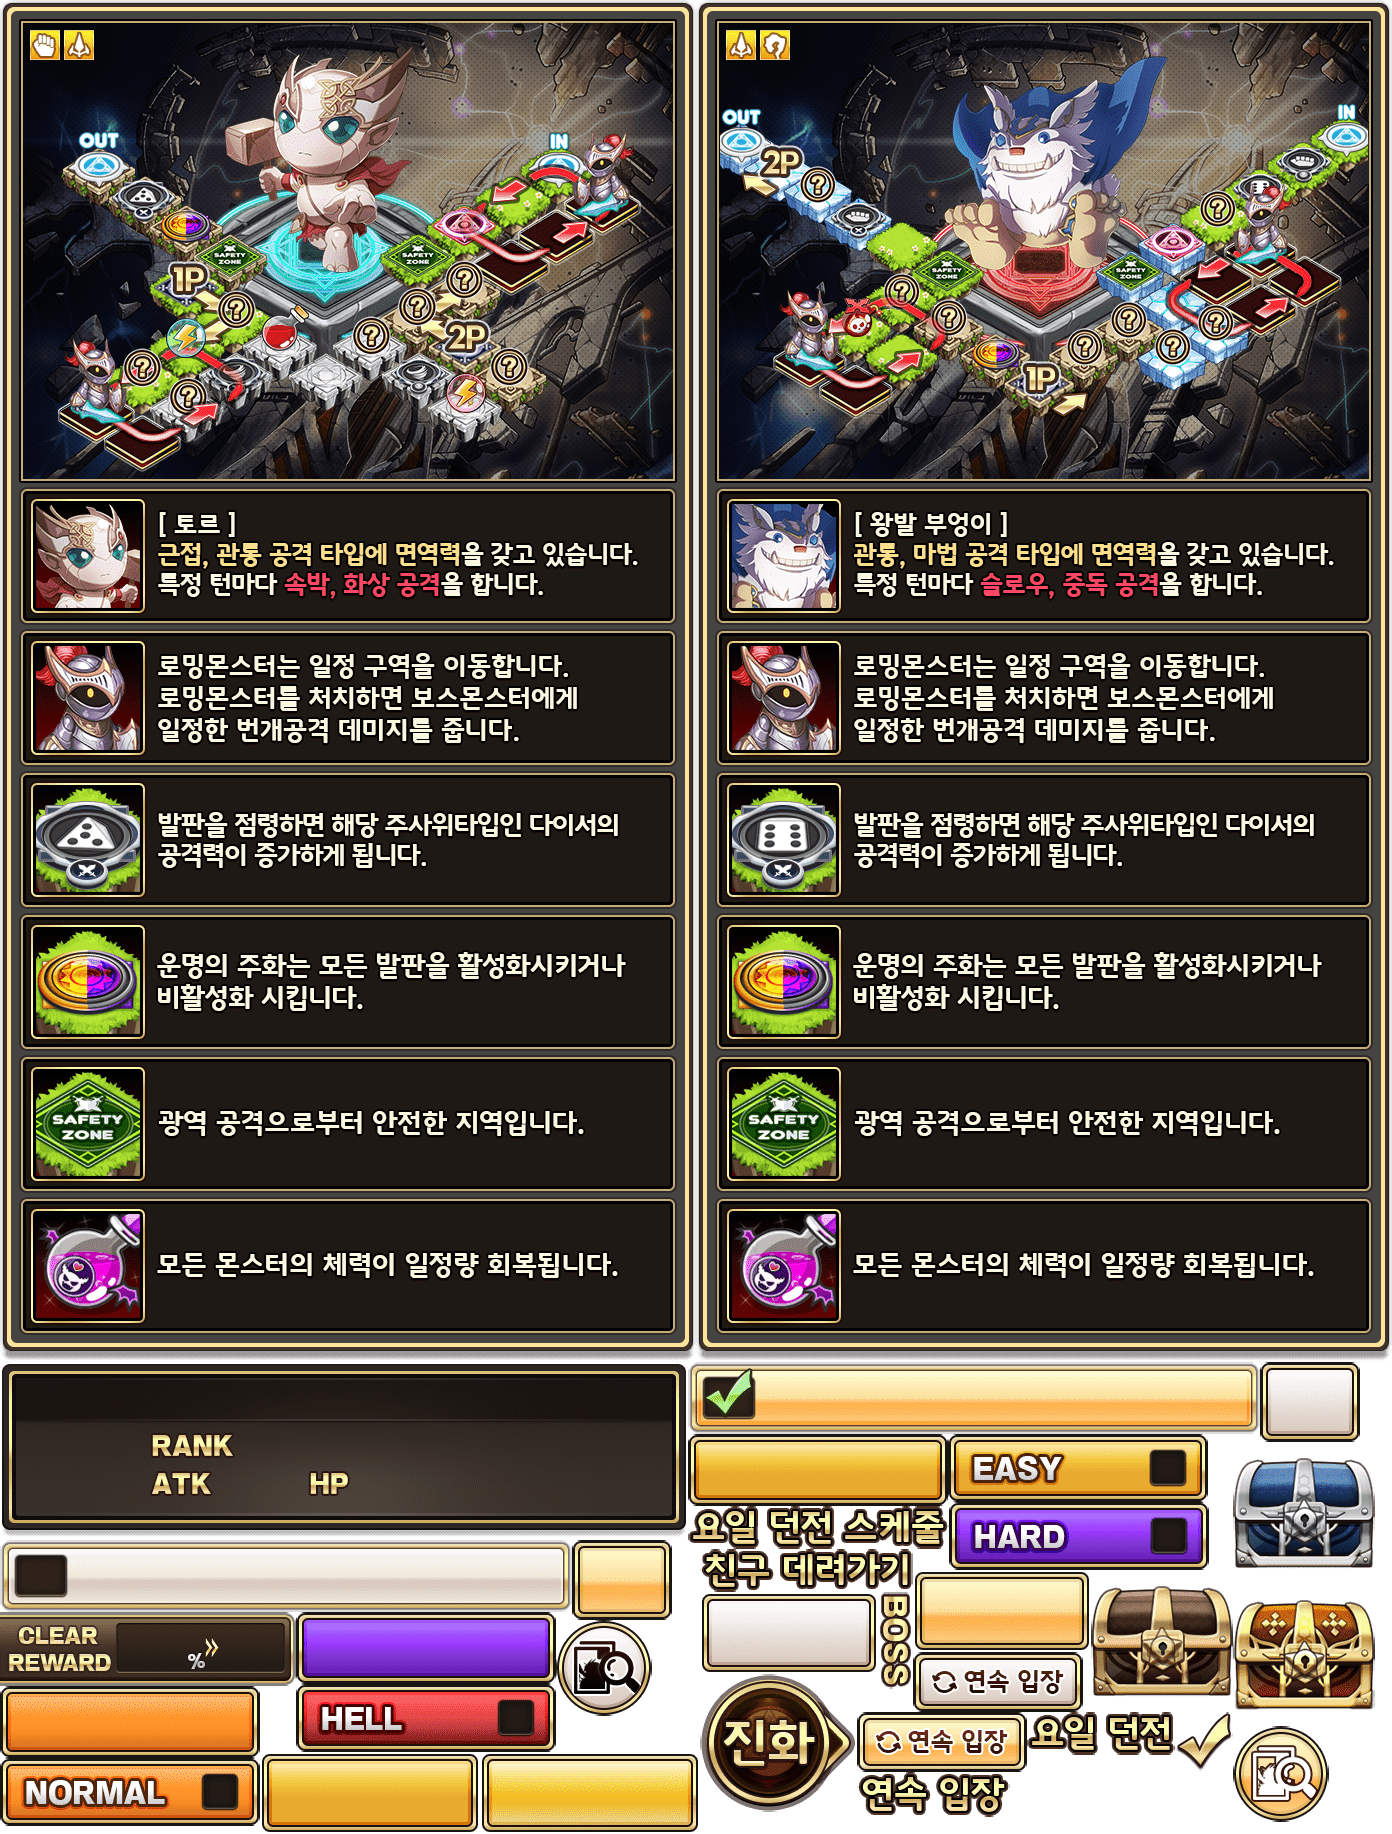 OUT
IN
SAFETY ZONE
SAFETY ZONE
1P
2P
[ 토르 ]
근접, 관통 공격 타입에 면역력을 갖고 있습니다.
특정 턴마다 속박, 화상 공격을 합니다.
로밍몬스터는 일정 구역을 이동합니다.
로밍몬스터를 처치하면 보스몬스터에게
일정한 번개공격 데미지를 줍니다.
발판을 점령하면 해당 주사위타입인 다이서의
공격력이 증가하게 됩니다.
운명의 주화는 모든 발판을 활성화시키거나
비활성화 시킵니다.
SAFETY
ZONE
광역 공격으로부터 안전한 지역입니다.
모든 몬스터의 체력이 일정량 회복됩니다.
OUT
IN
2P
SAFETY ZONE
SAFETY ZONE
1P
[ 왕발 부엉이 ]
관통, 마법 공격 타입에 면역력을 갖고 있습니다.
특정 턴마다 슬로우, 중독 공격을 합니다.
로밍몬스터는 일정 구역을 이동합니다.
로밍몬스터를 처치하면 보스몬스터에게
일정한 번개공격 데미지를 줍니다.
발판을 점령하면 해당 주사위타입인 다이서의
공격력이 증가하게 됩니다.
운명의 주화는 모든 발판을 활성화시키거나
비활성화 시킵니다.
SAFETY
ZONE
광역 공격으로부터 안전한 지역입니다.
모든 몬스터의 체력이 일정량 회복됩니다.
RANK
ATK HP
EASY
요일 던전 스케줄
HARD
친구 데려가기
BOSS
CLEAR
REWARD
%
연속 입장
HELL
진화
연속 입장
요일 던전
NORMAL
연속 입장